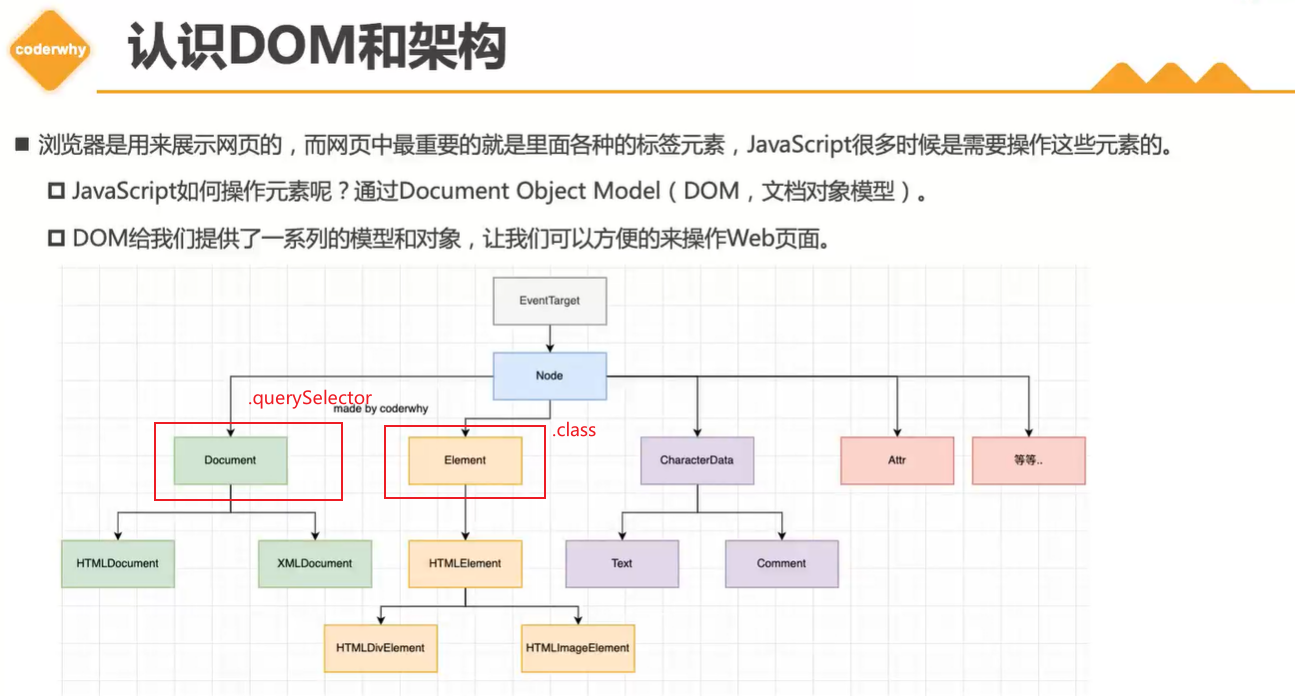 coderwhy
认识DOM和架构
浏览器是用来展示网页的，而网页中最重要的就是里面各种的标签元素，JavaScript很多时候是需要操作这些元素的。
JavaScript如何操作元素呢？通过Document Object Model（DOM，文档对象模型）。
DOM给我们提供了一系列的模型和对象，让我们可以方便的来操作Web页面。
EventTarget
Node
.querySelector
made by coderwhy
.class
Document
Element
CharacterData
Attr
等等..
HTMLDocument
XMLDocument
HTMLElement
Text
Comment
HTMLDivElement
HTMLImageElement